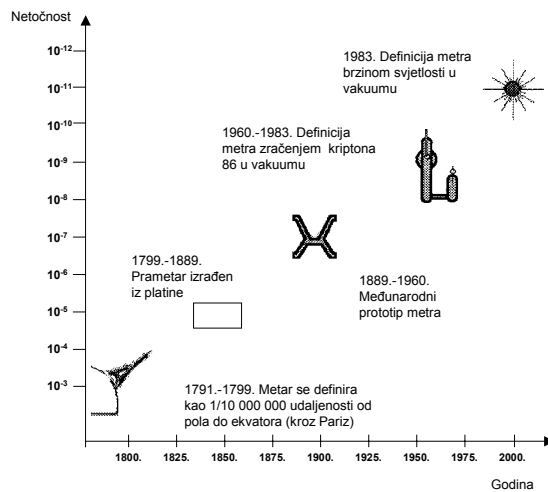 Netočnost
10-12
10-11
10-10
10-9
10-8
10-7
10-6
10-5
10-4
10-3
1983. Definicija metra
brzinom svjetlosti u
vakuumu
1960.-1983. Definicija
metra zračenjem kriptona
86 u vakuumu
1799.-1889.
Prametar izrađen
iz platine
1889.-1960.
Međunarodni
prototip metra
1791.-1799. Metar se definira
kao 1/10 000 000 udaljenosti od
pola do ekvatora (kroz Pariz)
1800. 1825. 1850. 1875. 1900. 1925. 1950. 1975. 2000.
Godina